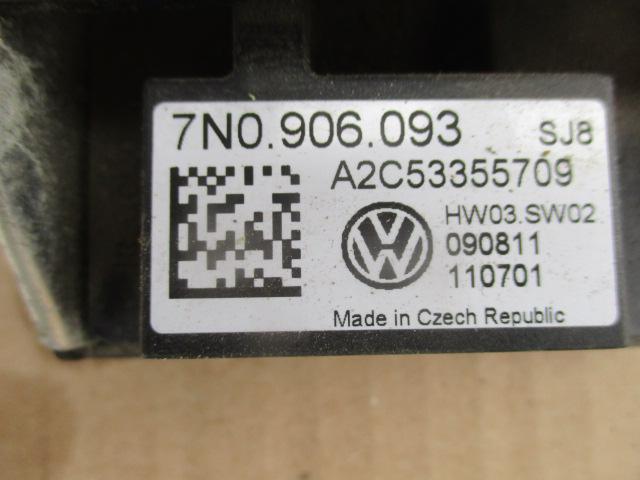 7N0.906.093 SJ8
A2C53355709
HW03.SW02
090811
110701
Made in Czech Republic